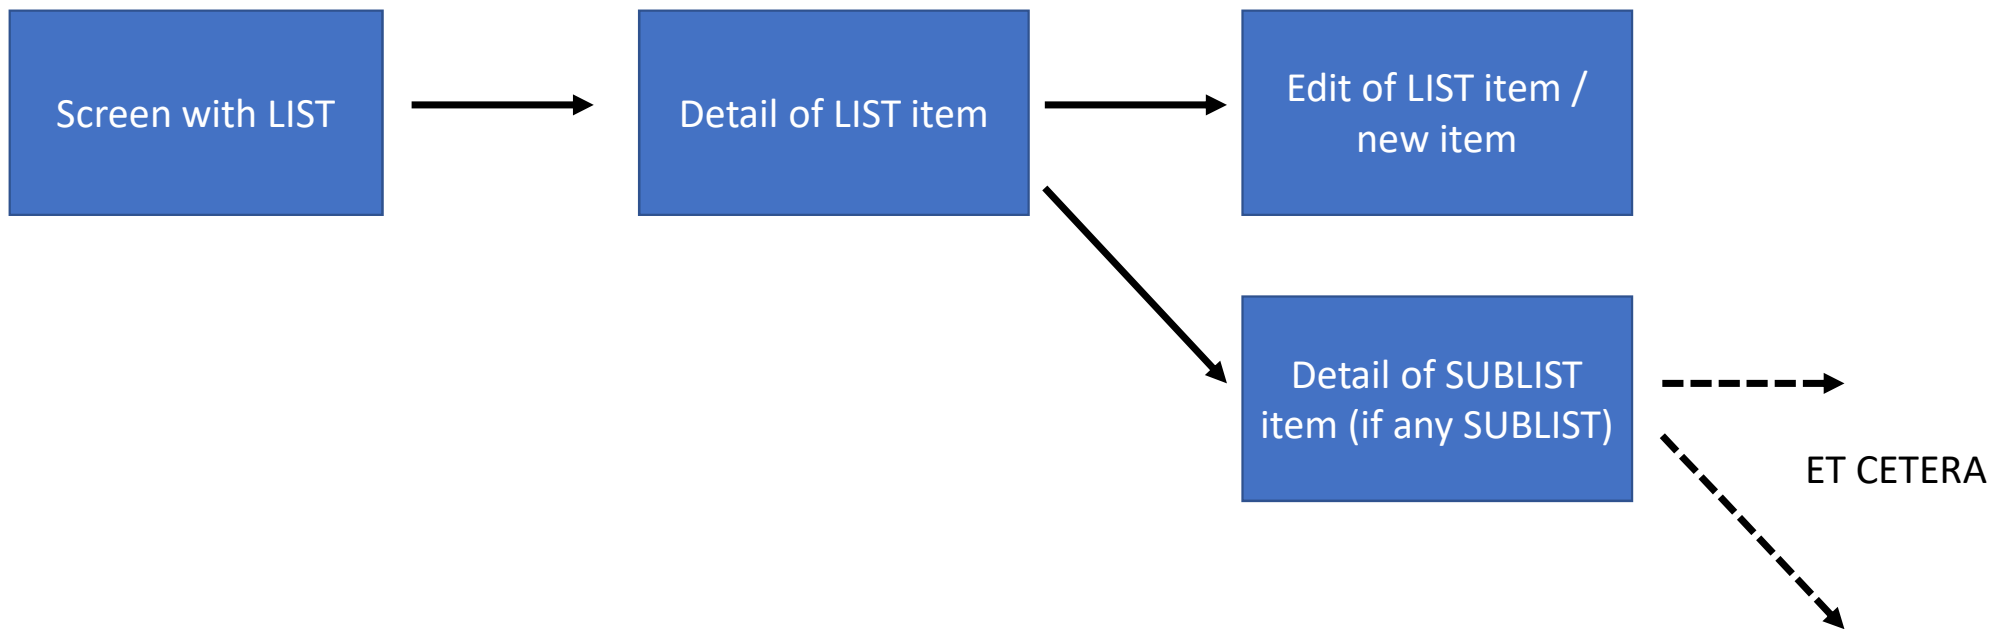 Screen with LIST
Detail of LIST item
Edit of LIST item /
new item
Detail of SUBLIST
item (if any SUBLIST)
ET CETERA